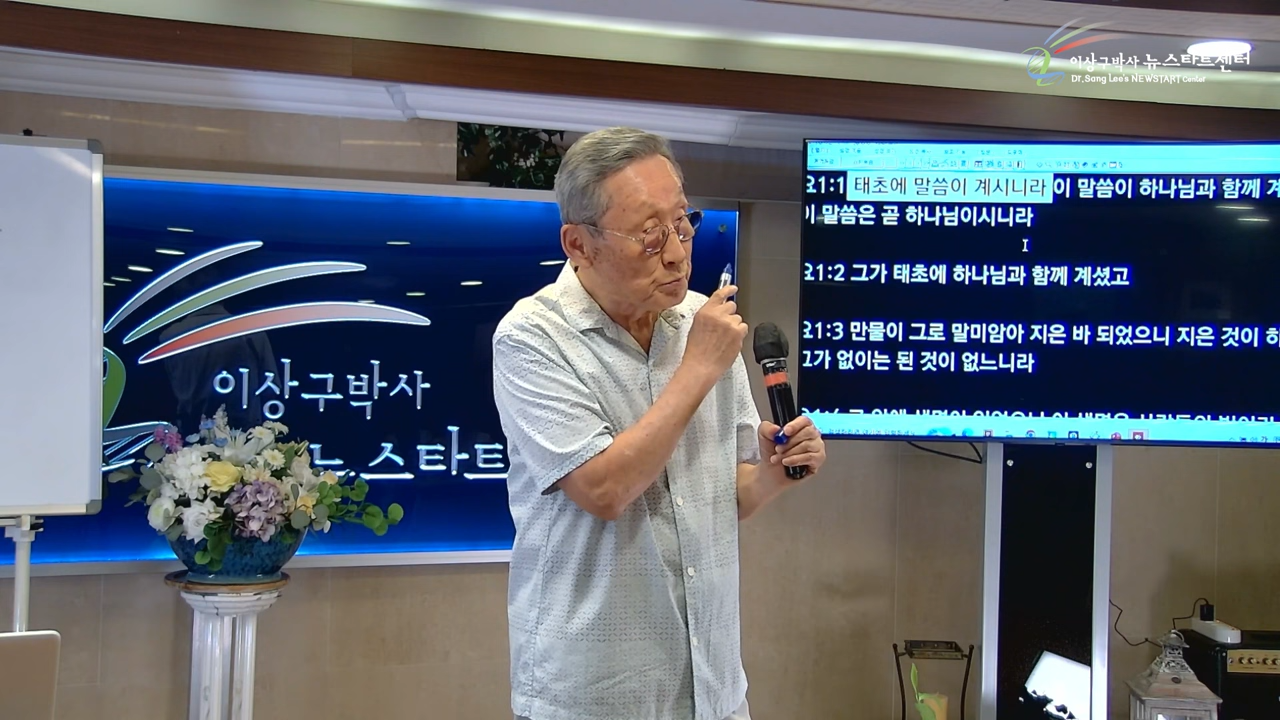 이상구박사 뉴스타트센터
Dr. Sang Lee's NEWSTART Center
이상구박사
뉴스타트
요1:1 태초에 말씀이 계시니라 이 말씀이 하나님과 함께 계
이 말씀은 곧 하나님이시니라
요1:2 그가 태초에 하나님과 함께 계셨고
요1:3 만물이 그로 말미암아 지은 바 되었으니 지은 것이 하
그가 없이는 된 것이 없느니라